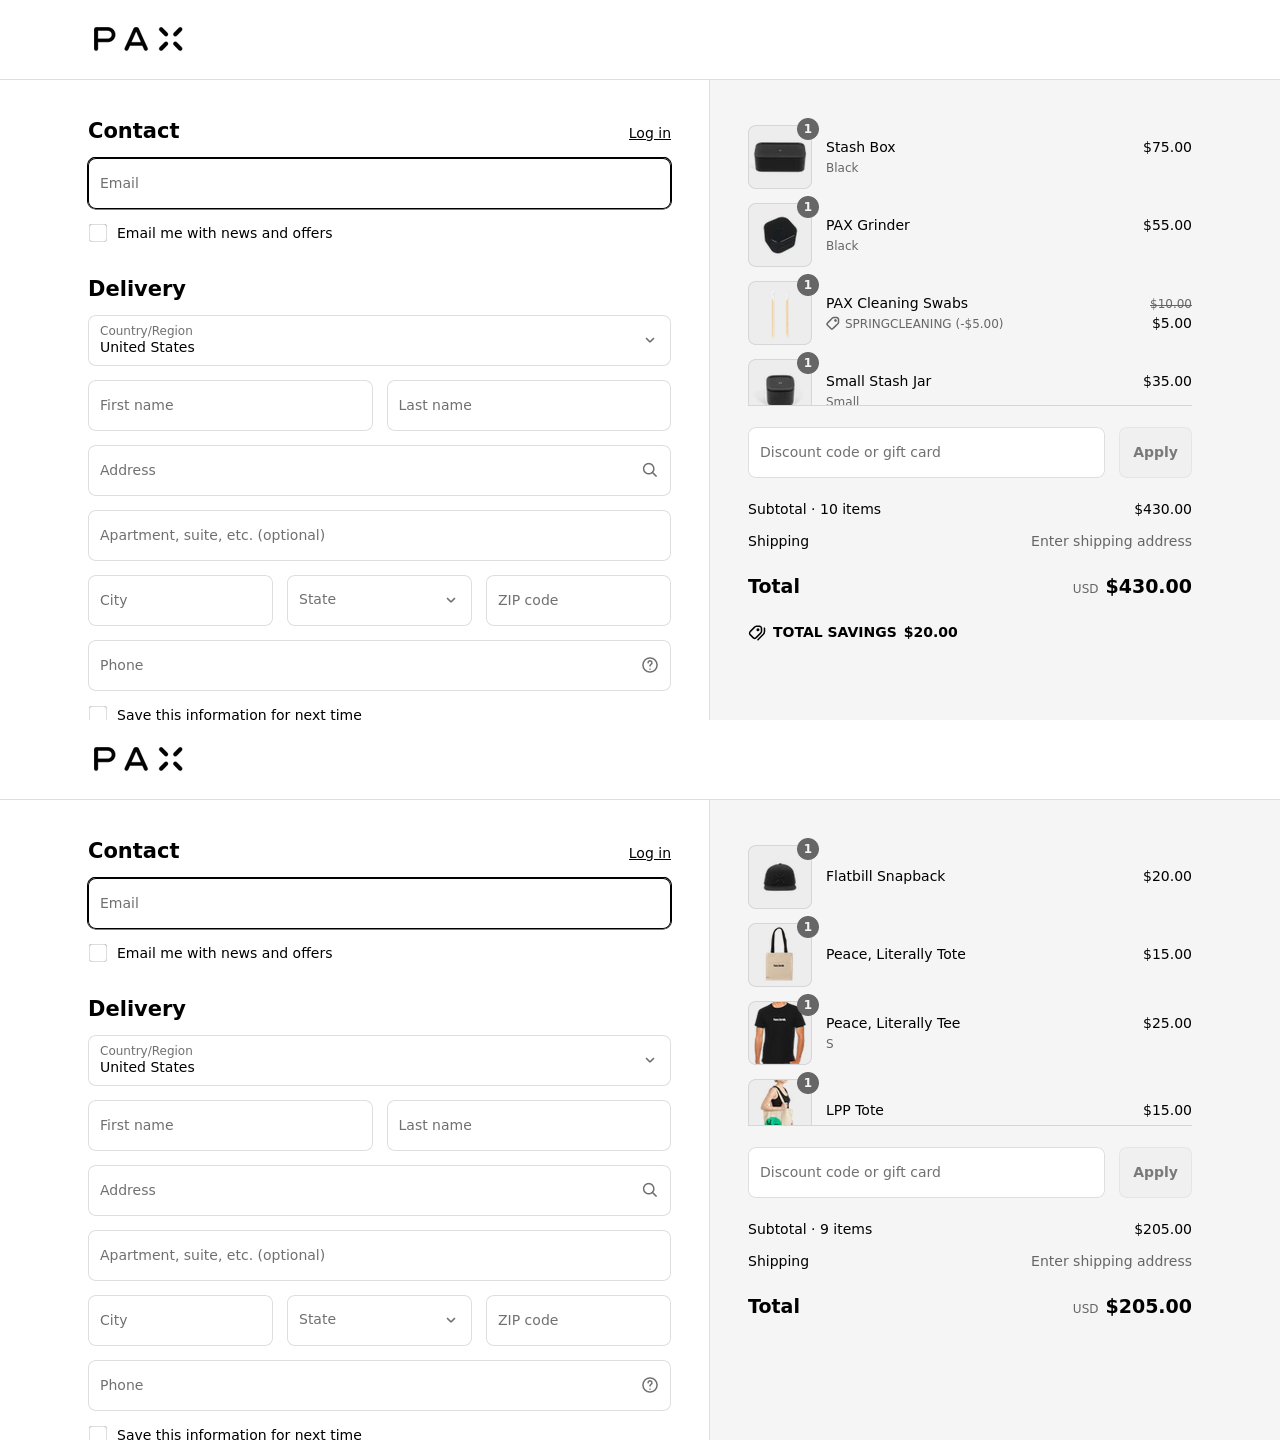 PAX
Contact
Log in
Email
Email me with news and offers
Delivery
Country/Region
United States
First name
Last name
Address
Apartment, suite, etc. (optional)
City
State
ZIP code
Phone
Save this information for next time
1
Stash Box
$75.00
Black
1
PAX Grinder
$55.00
Black
1
PAX Cleaning Swabs
$10.00
SPRINGCLEANING (-$5.00)
$5.00
1
Small Stash Jar
$35.00
Small
Discount code or gift card
Apply
Subtotal · 10 items
$430.00
Shipping
Enter shipping address
Total
USD $430.00
TOTAL SAVINGS $20.00
PAX
Contact
Log in
Email
Email me with news and offers
Delivery
Country/Region
United States
First name
Last name
Address
Apartment, suite, etc. (optional)
City
State
ZIP code
Phone
Save this information for next time
1
Flatbill Snapback
$20.00
1
Peace, Literally Tote
$15.00
1
Peace, Literally Tee
$25.00
S
1
LPP Tote
$15.00
Discount code or gift card
Apply
Subtotal · 9 items
$205.00
Shipping
Enter shipping address
Total
USD $205.00